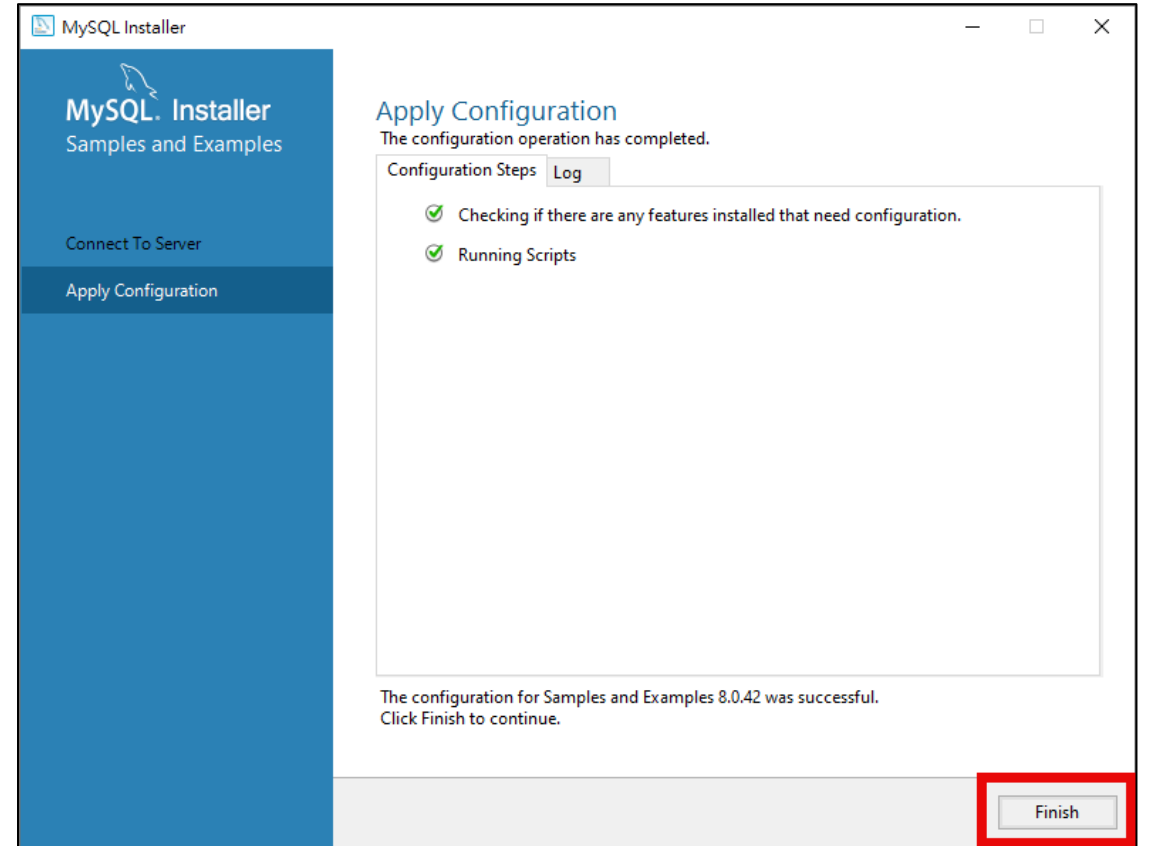 MySQL Installer
MySQL. Installer
Samples and Examples
Connect To Server
Apply Configuration
Apply Configuration
The configuration operation has completed.
Configuration Steps Log
Checking if there are any features installed that need configuration.
Running Scripts
The configuration for Samples and Examples 8.0.42 was successful.
Click Finish to continue.
Finish